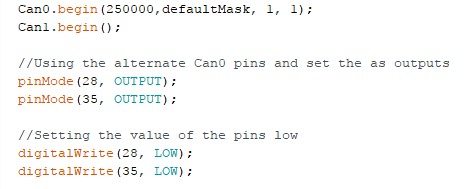 Can0.begin(250000,defaultMask, 1, 1);
Can1.begin();
//Using the alternate Can0 pins and set the as outputs
pinMode(28, OUTPUT);
pinMode(35, OUTPUT);
//Setting the value of the pins low
digitalWrite(28, LOW);
digitalWrite(35, LOW);